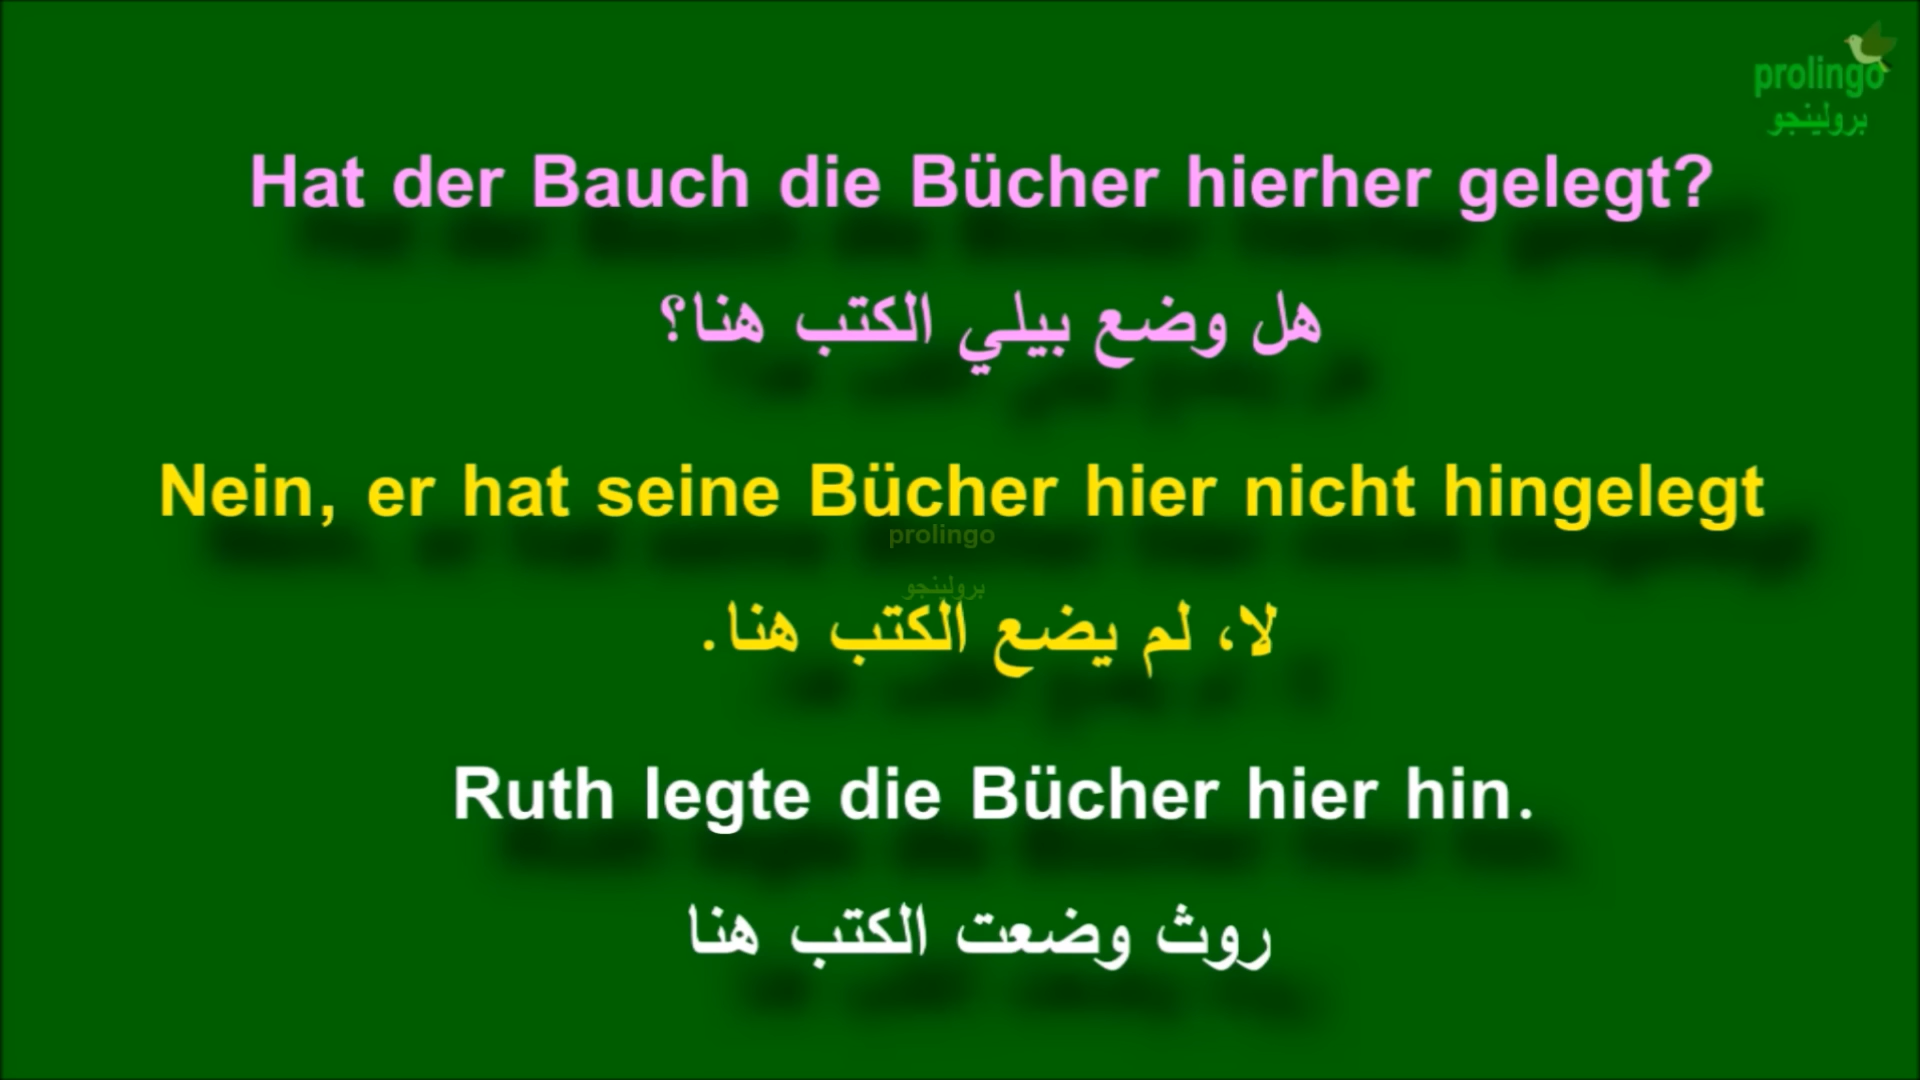 prolingo
برولينجو
Hat der Bauch die Bücher hierher gelegt?
هل وضع بيلي الكتب هنا؟
Nein, er hat seine Bücher hier nicht hingelegt
prolingo
برولينجو
لا، لم يضع الكتب هنا.
Ruth legte die Bücher hier hin.
روث وضعت الكتب هنا